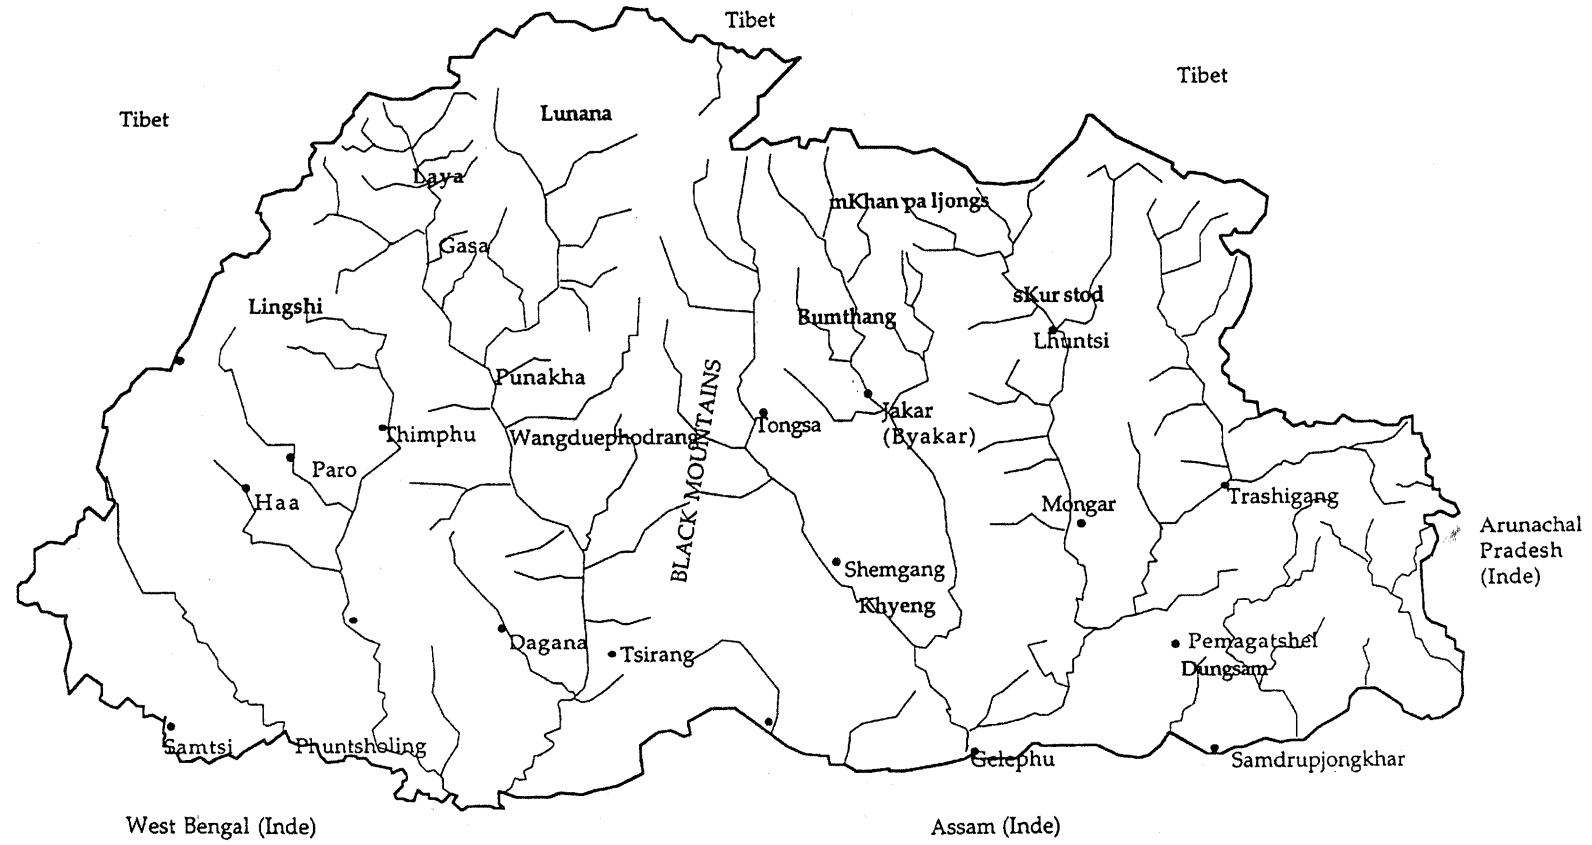 Tibet
Tibet
Tibet
Lunana
Laya
mKhan pa ljongs
Gasa
sKur stod
Lingshi
Bumthang
Lhuntsi
Punakha
Jakar
(Byakar)
Tongsa
Thimphu
Wangduephodrang
BLACK MOUNTAINS
Paro
Haa
Mongar
Trashigang
Arunachal
Pradesh
(Inde)
Shemgang
Khyeng
Dagana
Tsirang
Pemagatshel
Dungsam
Samtsi
Phuntsholing
Gelephu
Samdrupjongkhar
West Bengal (Inde)
Assam (Inde)